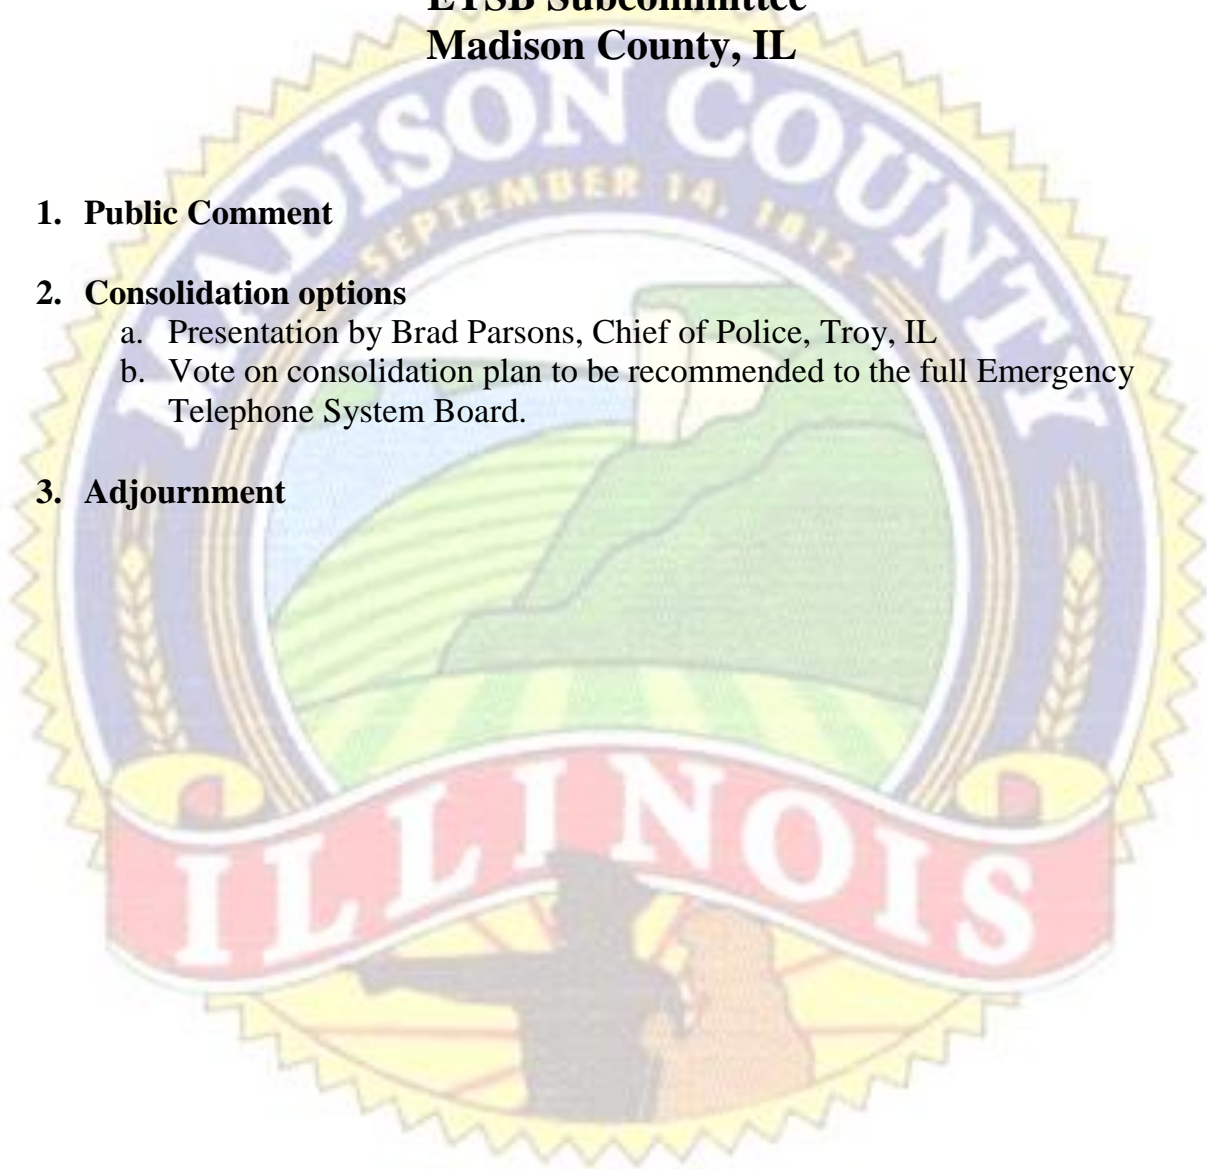 ETSB Subcommittee
Madison County, IL
MADISON COUNTY
SEPTEMBER 14, 1812
1. Public Comment
2. Consolidation options
a. Presentation by Brad Parsons, Chief of Police, Troy, IL
b. Vote on consolidation plan to be recommended to the full Emergency
Telephone System Board.
3. Adjournment
ILLINOIS